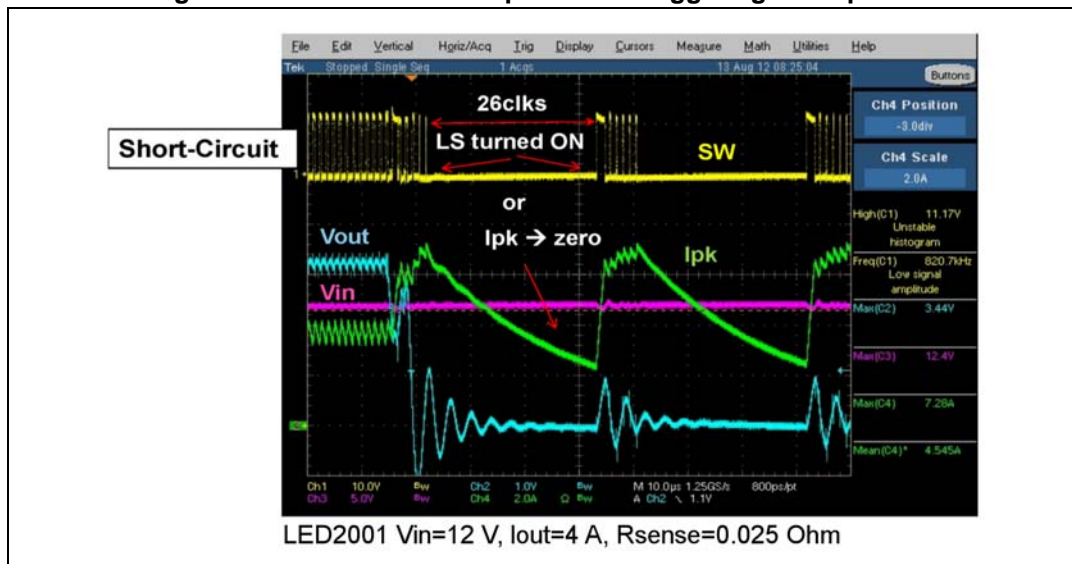 File Edit Vertical Horiz/Acq Trig Display Cursors Measure Math Utilities Help
Tek Stopped Single Seq 1 Acqs 13 Aug 12 08:25:04
Buttons
Ch4 Position
-3.0div
Ch4 Scale
2.0A
26clks
Short-Circuit
LS turned ON
SW
or
Ipk → zero
Vout
Ipk
Vin
High(C1) 11.17V
Unstable
histogram
Freq(C1) 820.7kHz
Low signal
amplitude
Max(C2) 3.44V
Max(C3) 12.4V
Max(C4) 7.28A
Mean(C4)* 4.545A
Ch1 10.0V Bw Ch2 1.0V Bw M 10.0µs 1.25GS/s 800ps/pt
Ch3 5.0V Bw Ch4 2.0A Ω Bw A Ch2 \ 1.1V
LED2001 Vin=12 V, Iout=4 A, Rsense=0.025 Ohm